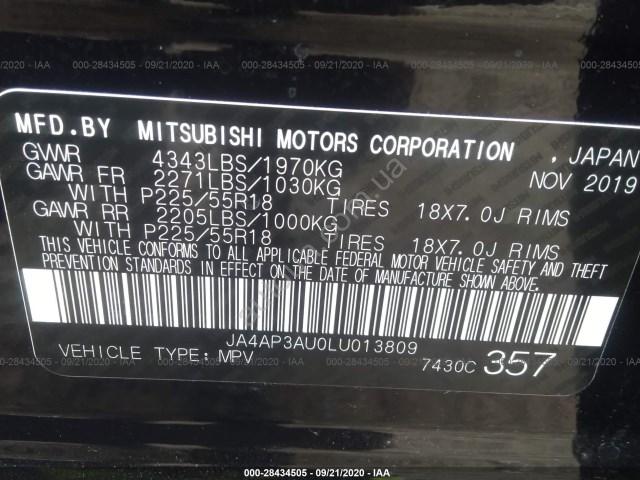 000-28434505 - 09/21/2020 - IAA
MFD.BY MITSUBISHI MOTORS CORPORATION , JAPAN
GVWR 4343LBS/1970KG NOV 2019
GAWR FR 2271LBS/1030KG
WITH P225/55R18 TIRES 18X7.0J RIMS
GAWR RR 2205LBS/1000KG
WITH P225/55R18 TIRES 18X7.0J RIMS
THIS VEHICLE CONFORMS TO ALL APPLICABLE FEDERAL MOTOR VEHICLE SAFETY AND THEFT
PREVENTION STANDARDS IN EFFECT ON THE DATE OF MANUFACTURE SHOWN ABOVE.
JA4AP3AU0LU013809
VEHICLE TYPE: MPV 7430C 357
000-28434505 - 09/21/2020 - IAA